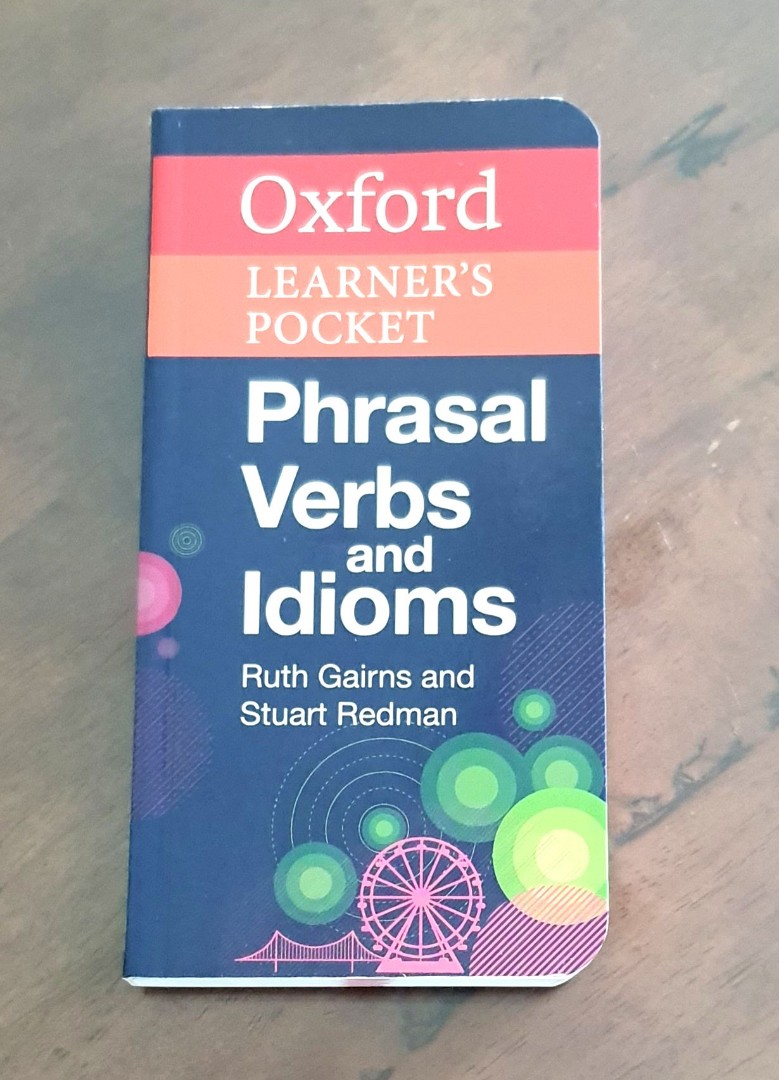 Oxford
LEARNER'S
POCKET
Phrasal
Verbs
and
Idioms
Ruth Gairns and
Stuart Redman